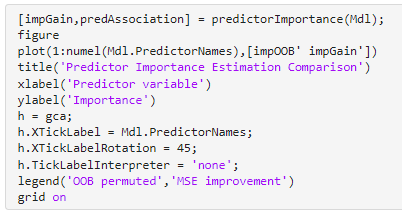 [impGain,predAssociation] = predictorImportance(Mdl);
figure
plot(1:numel(Mdl.PredictorNames),[impOOB' impGain'])
title('Predictor Importance Estimation Comparison')
xlabel('Predictor variable')
ylabel('Importance')
h = gca;
h.XTickLabel = Mdl.PredictorNames;
h.XTickLabelRotation = 45;
h.TickLabelInterpreter = 'none';
legend('OOB permuted','MSE improvement')
grid on